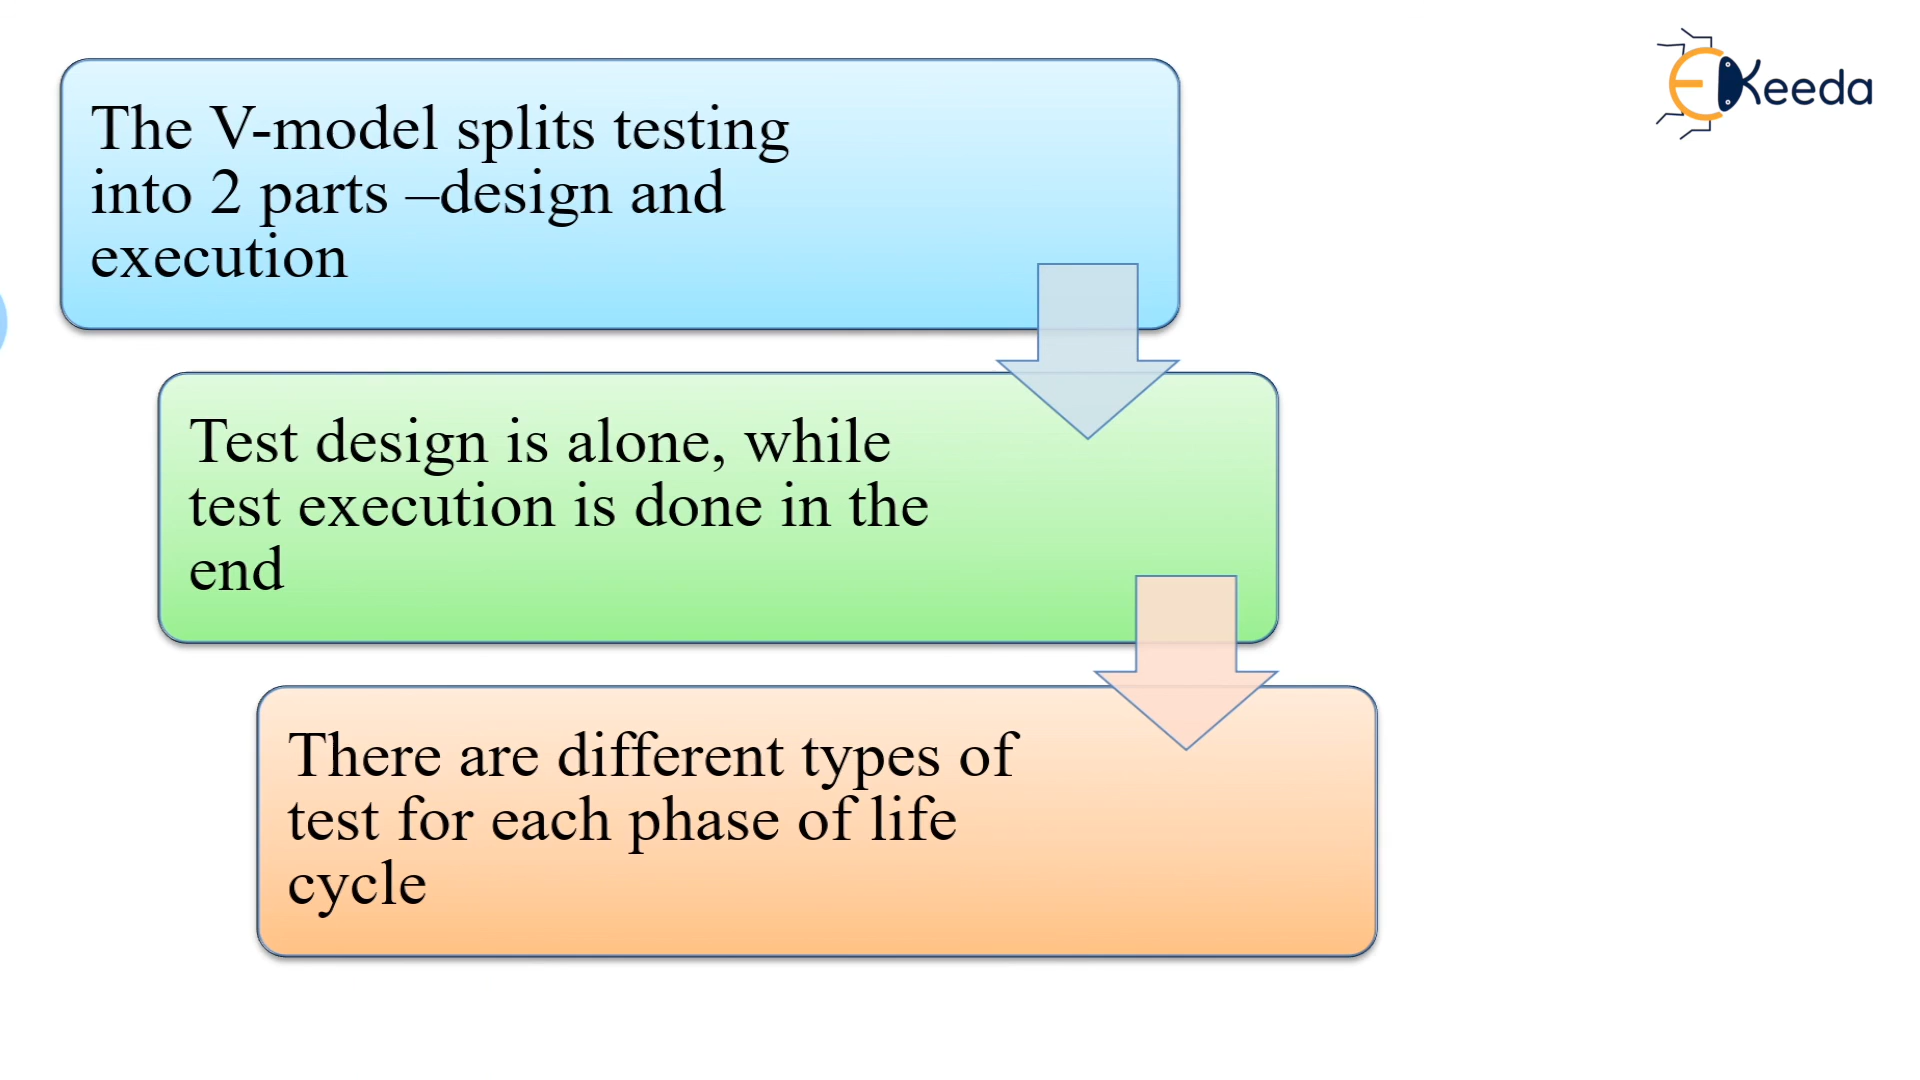 The V-model splits testing
into 2 parts –design and
execution
Test design is alone, while
test execution is done in the
end
There are different types of
test for each phase of life
cycle
EKeeda